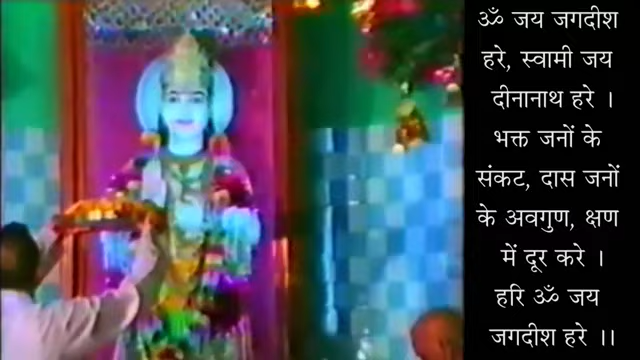 ॐ जय जगदीश
हरे, स्वामी जय
दीनानाथ हरे ।
भक्त जनों के
संकट, दास जनों
के अवगुण, क्षण
में दूर करे ।
हरि ॐ जय
जगदीश हरे ।।